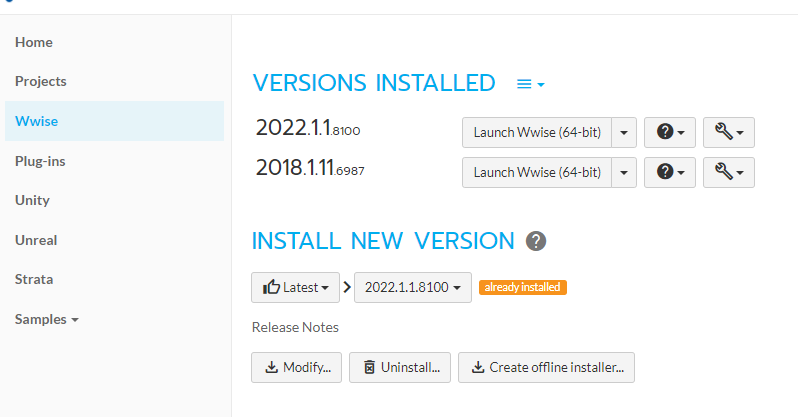 Home
Projects
Wwise
Plug-ins
Unity
Unreal
Strata
Samples
VERSIONS INSTALLED
2022.1.1.8100 Launch Wwise (64-bit)
2018.1.11.6987 Launch Wwise (64-bit)
INSTALL NEW VERSION
Latest 2022.1.1.8100 already installed
Release Notes
Modify... Uninstall... Create offline installer...